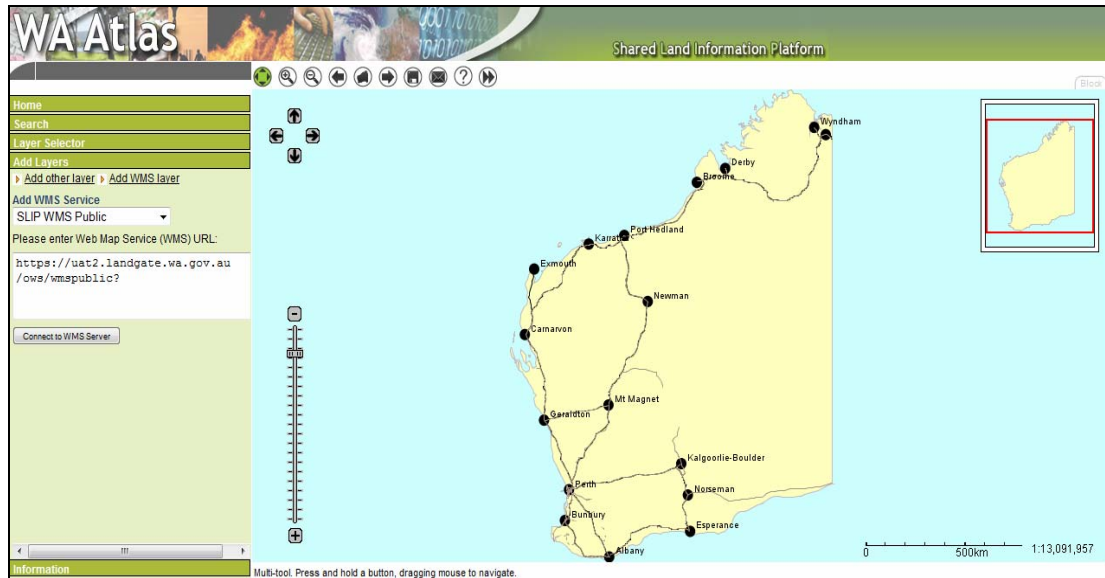 WA Atlas
Shared Land Information Platform
Home
Search
Layer Selector
Add Layers
Add other layer Add WMS layer
Add WMS Service
SLIP WMS Public
Please enter Web Map Service (WMS) URL:
https://uat2.landgate.wa.gov.au
/ows/wmspublic?
Connect to WMS Server
Information
Wyndham
Derby
Broome
Port Hedland
Karratha
Exmouth
Newman
Carnarvon
Mt Magnet
Geraldton
Kalgoorlie-Boulder
Perth
Norseman
Bunbury
Esperance
Albany
0 500km 1:13,091,957
Multi-tool. Press and hold a button, dragging mouse to navigate.